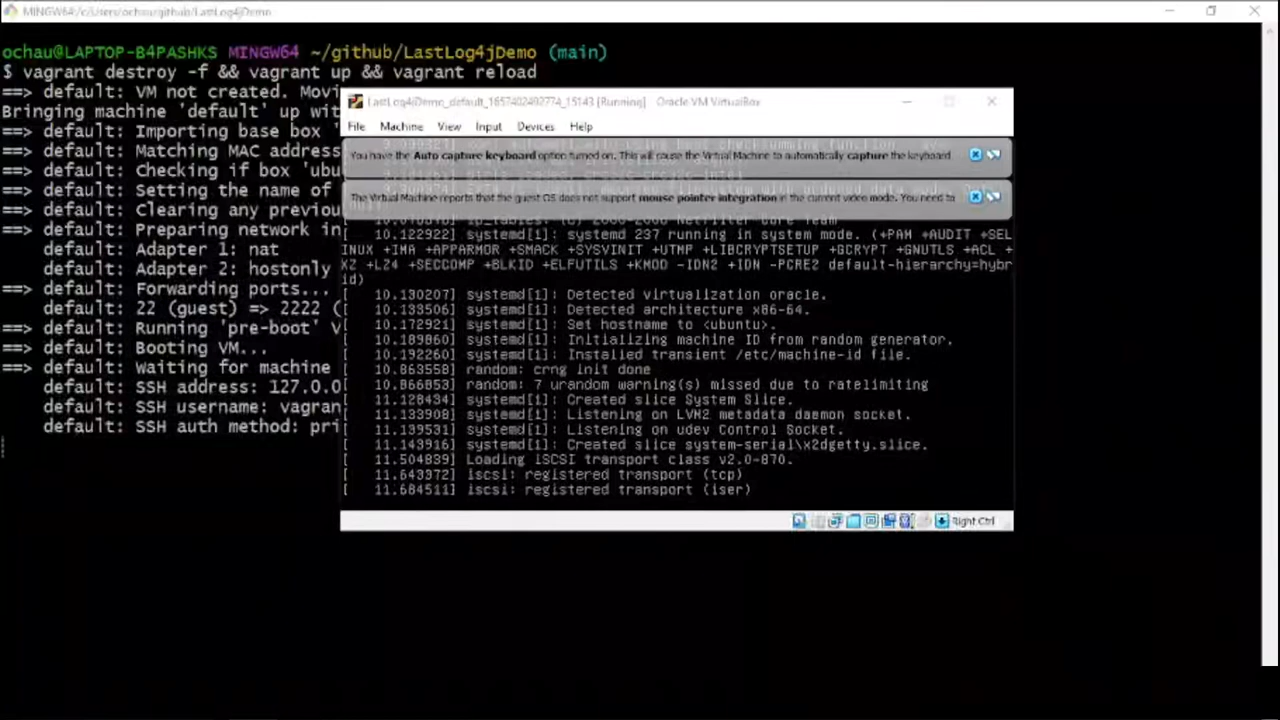 MINGW64:/c/Users/ochau/github/LastLog4jDemo
ochau@LAPTOP-B4PASHKS MINGW64 ~/github/LastLog4jDemo (main)
$ vagrant destroy -f && vagrant up && vagrant reload
==> default: VM not created. Movi
Bringing machine 'default' up wit
==> default: Importing base box '
==> default: Matching MAC address
==> default: Checking if box 'ubu
==> default: Setting the name of
==> default: Clearing any previou
==> default: Preparing network in
default: Adapter 1: nat
default: Adapter 2: hostonly
==> default: Forwarding ports...
default: 22 (guest) => 2222 (
==> default: Running 'pre-boot' V
==> default: Booting VM...
==> default: Waiting for machine
default: SSH address: 127.0.0
default: SSH username: vagran
default: SSH auth method: pri
LastLog4jDemo_default_1657402492774_15143 [Running] - Oracle VM VirtualBox
File Machine View Input Devices Help
You have the Auto capture keyboard option turned on. This will cause the Virtual Machine to automatically capture the keyboard
The Virtual Machine reports that the guest OS does not support mouse pointer integration in the current video mode. You need to
ip_tables: (C) 2000-2006 Netfilter Core Team
[ 10.122922] systemd[1]: systemd 237 running in system mode. (+PAM +AUDIT +SEL
INUX +IMA +APPARMOR +SMACK +SYSVINIT +UTMP +LIBCRYPTSETUP +GCRYPT +GNUTLS +ACL +
XZ +LZ4 +SECCOMP +BLKID +ELFUTILS +KMOD -IDN2 +IDN -PCRE2 default-hierarchy=hybr
id)
[ 10.130207] systemd[1]: Detected virtualization oracle.
[ 10.133506] systemd[1]: Detected architecture x86-64.
[ 10.172921] systemd[1]: Set hostname to <ubuntu>.
[ 10.189860] systemd[1]: Initializing machine ID from random generator.
[ 10.192260] systemd[1]: Installed transient /etc/machine-id file.
[ 10.863558] random: crng init done
[ 10.866853] random: 7 urandom warning(s) missed due to ratelimiting
[ 11.128434] systemd[1]: Created slice System Slice.
[ 11.133908] systemd[1]: Listening on LVM2 metadata daemon socket.
[ 11.139531] systemd[1]: Listening on udev Control Socket.
[ 11.143916] systemd[1]: Created slice system-serial\x2dgetty.slice.
[ 11.504839] Loading iSCSI transport class v2.0-870.
[ 11.643372] iscsi: registered transport (tcp)
[ 11.684511] iscsi: registered transport (iser)
Right Ctrl